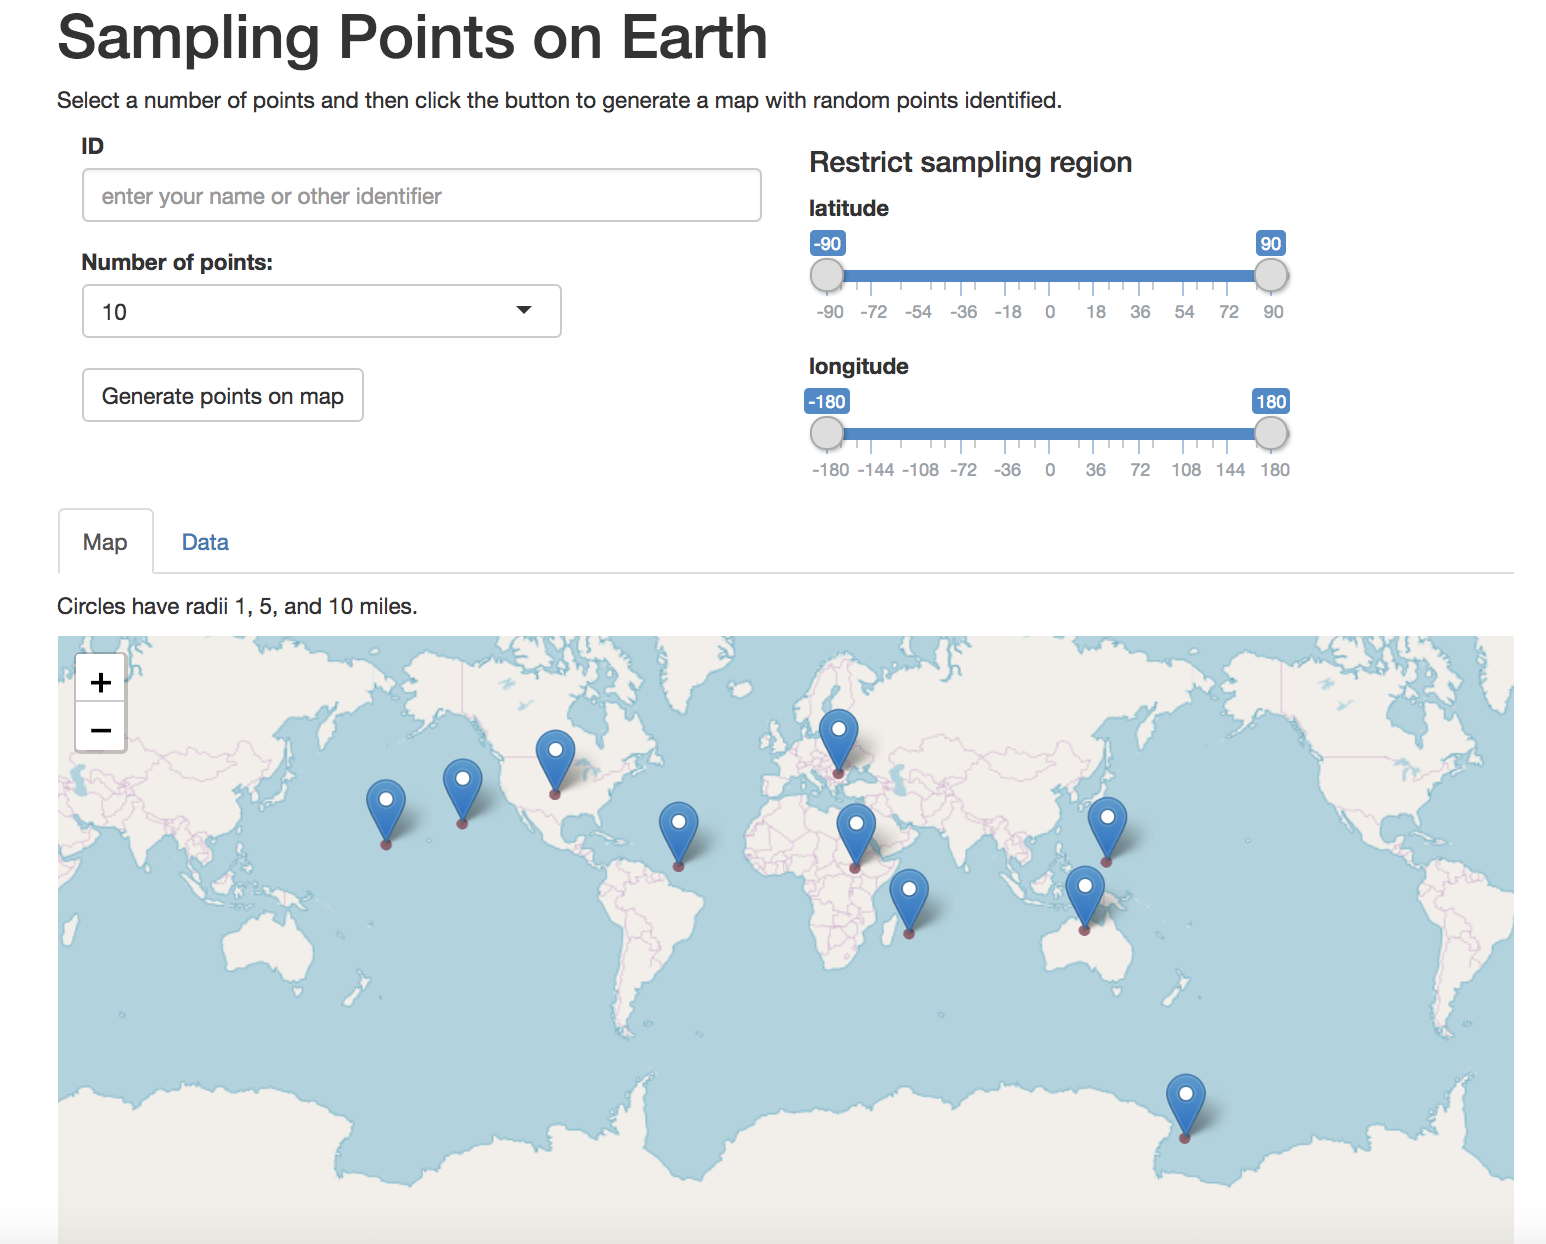 Sampling Points on Earth
Select a number of points and then click the button to generate a map with random points identified.
ID
enter your name or other identifier
Number of points:
10
Generate points on map
Restrict sampling region
latitude
-90 90
-90 -72 -54 -36 -18 0 18 36 54 72 90
longitude
-180 180
-180 -144 -108 -72 -36 0 36 72 108 144 180
Map Data
Circles have radii 1, 5, and 10 miles.
+
−